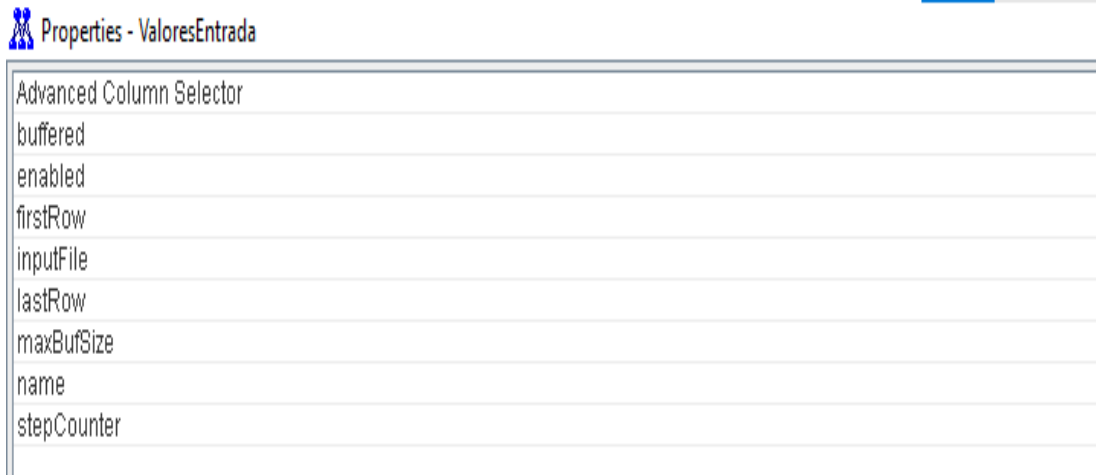 Properties - ValoresEntrada
Advanced Column Selector
buffered
enabled
firstRow
inputFile
lastRow
maxBufSize
name
stepCounter